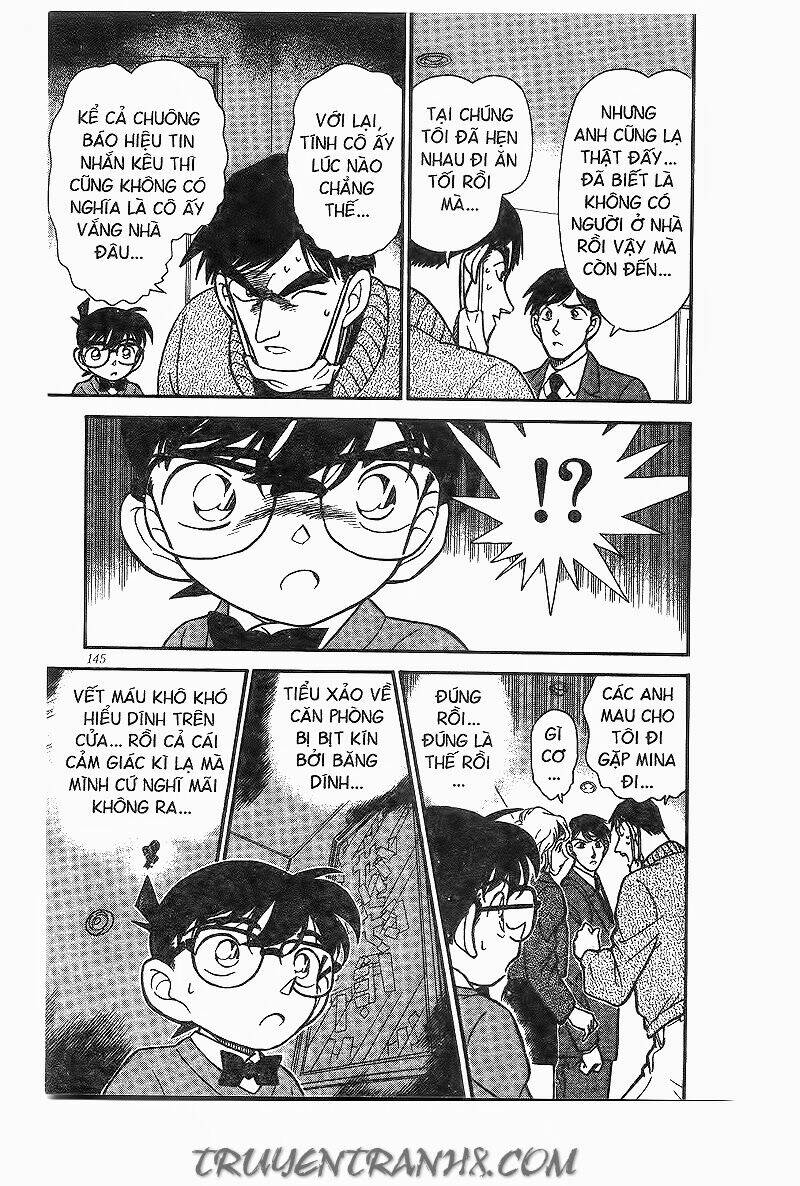 NHƯNG
ANH CŨNG LẠ
THẬT ĐẤY...
ĐÃ BIẾT LÀ
KHÔNG CÓ
NGƯỜI Ở NHÀ
RỒI VẬY MÀ
CÒN ĐẾN...
TẠI CHÚNG
TÔI ĐÃ HẸN
NHAU ĐI ĂN
TỐI RỒI
MÀ...
VỚI LẠI,
TÍNH CÔ ẤY
LÚC NÀO
CHẲNG
THẾ...
KỂ CẢ CHUÔNG
BÁO HIỆU TIN
NHẮN KÊU THÌ
CŨNG KHÔNG CÓ
NGHĨA LÀ CÔ ẤY
VẮNG NHÀ
ĐÂU...
!?
145
CÁC ANH
MAU CHO
TÔI ĐI
GẶP MINA
ĐI...
GÌ
CƠ...
ĐÚNG
RỒI...
ĐÚNG LÀ
THẾ RỒI...
TIỂU XẢO VỀ
CĂN PHÒNG
BỊ BỊT KÍN
BỞI BĂNG
DÍNH...
VẾT MÁU KHÔ KHÓ
HIỂU DÍNH TRÊN
CỬA... RỒI CẢ CÁI
CẢM GIÁC KÌ LẠ MÀ
MÌNH CỨ NGHĨ MÃI
KHÔNG RA...
TRUYENTRANH8.COM